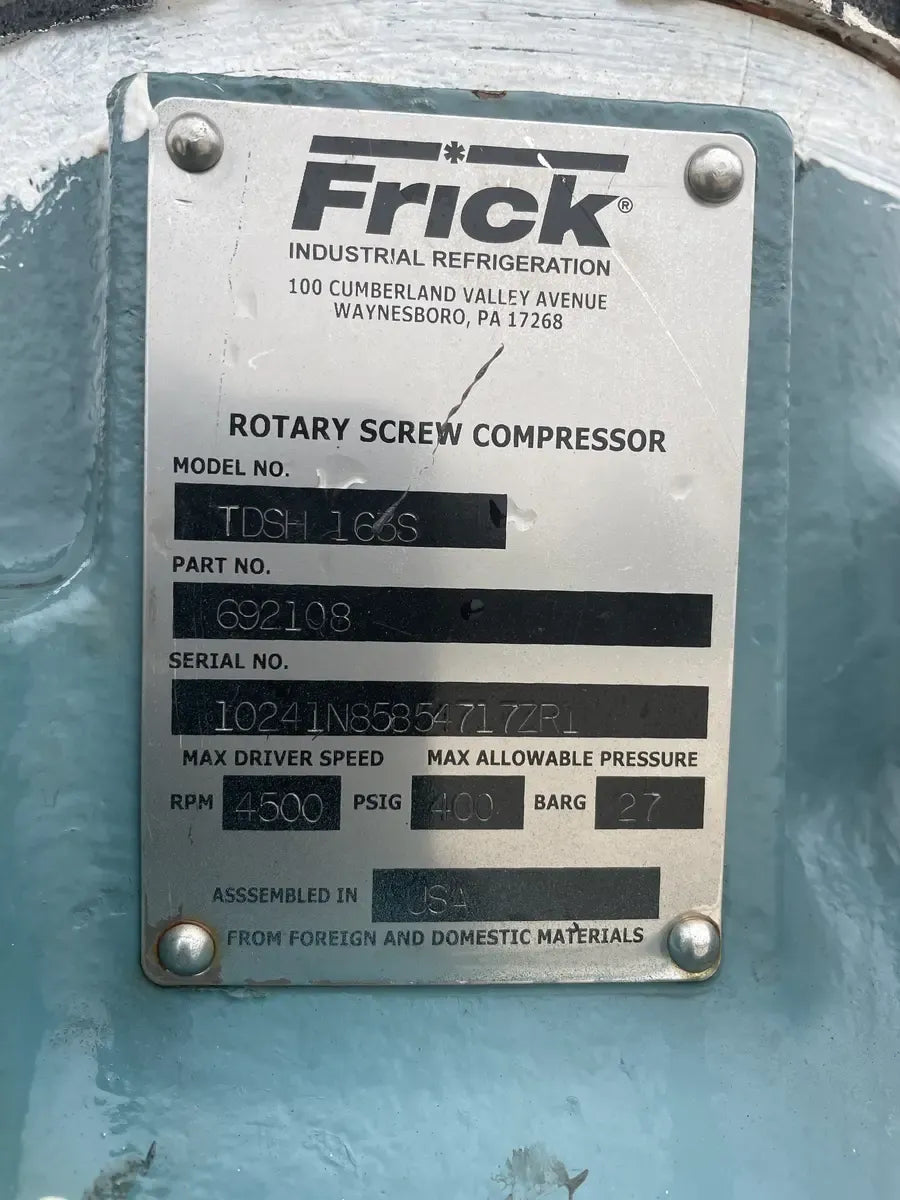 Frick®
INDUSTRIAL REFRIGERATION
100 CUMBERLAND VALLEY AVENUE
WAYNESBORO, PA 17268
ROTARY SCREW COMPRESSOR
MODEL NO.
TDSH 163S
PART NO.
692108
SERIAL NO.
10241N85854717ZRI
MAX DRIVER SPEED MAX ALLOWABLE PRESSURE
RPM 4500 PSIG 400 BARG 27
ASSSEMBLED IN USA
FROM FOREIGN AND DOMESTIC MATERIALS